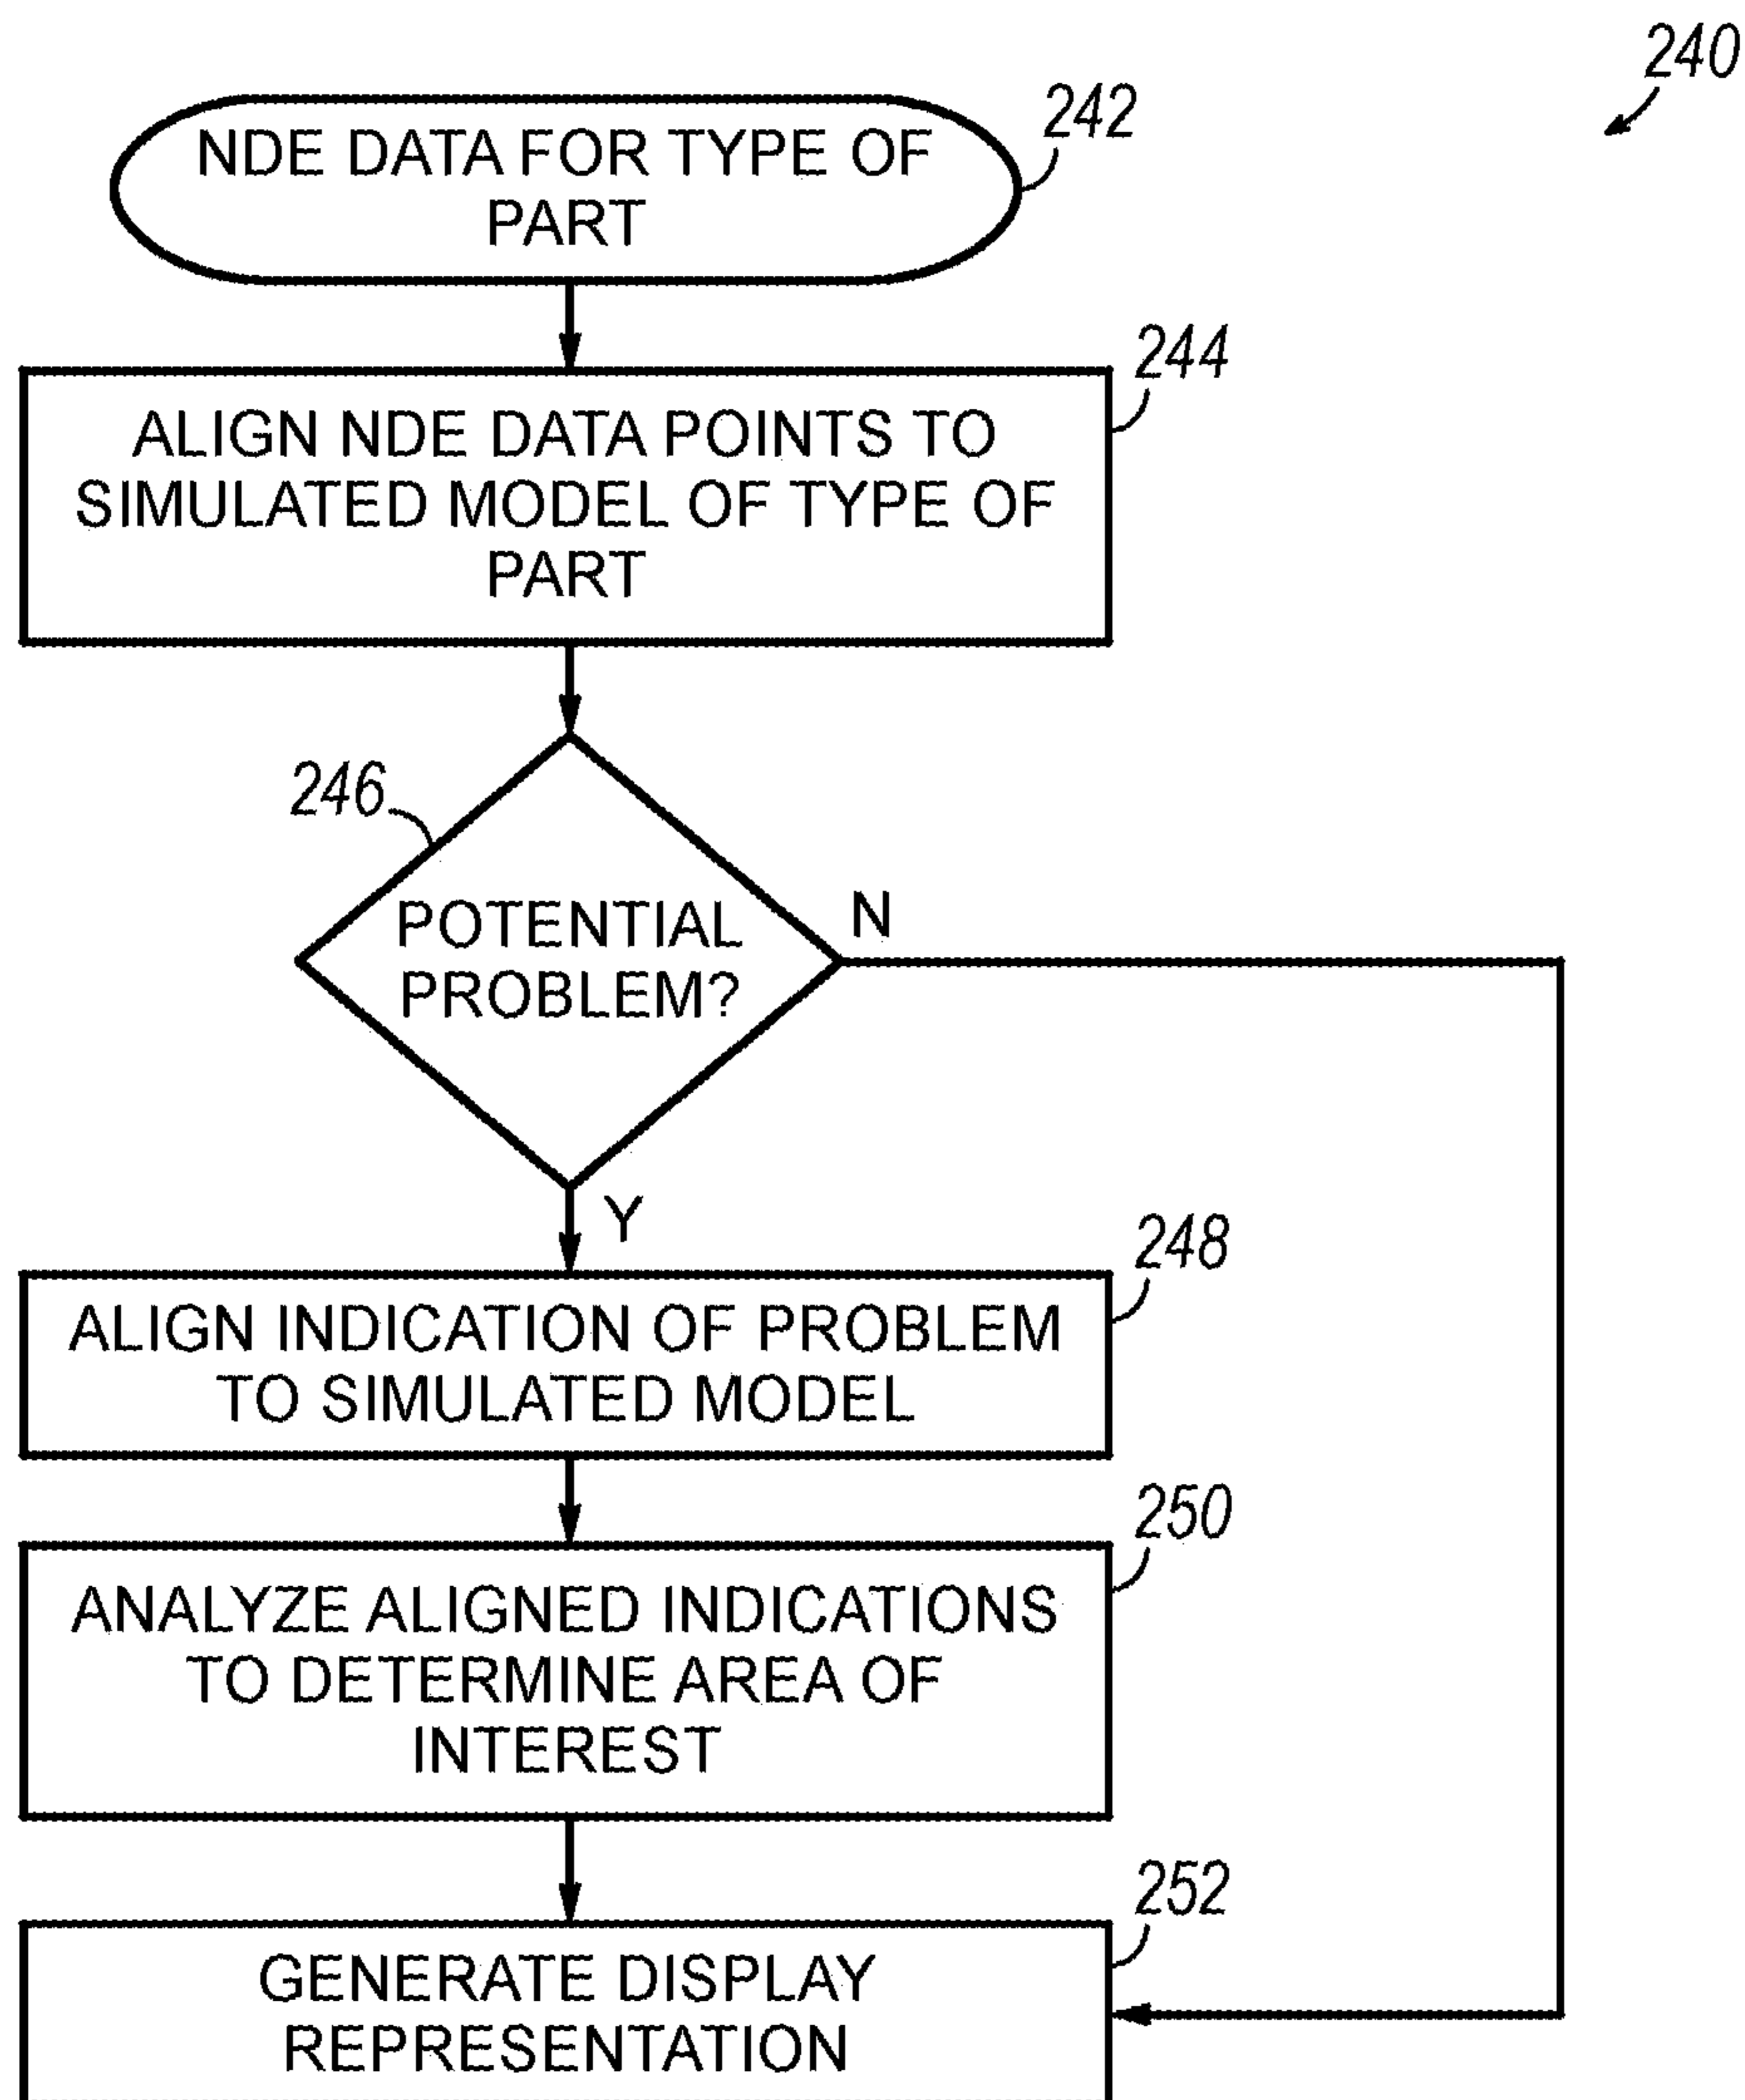 240
242
NDE DATA FOR TYPE OF
PART
244
ALIGN NDE DATA POINTS TO
SIMULATED MODEL OF TYPE OF
PART
246
POTENTIAL
PROBLEM?
N
Y
248
ALIGN INDICATION OF PROBLEM
TO SIMULATED MODEL
250
ANALYZE ALIGNED INDICATIONS
TO DETERMINE AREA OF
INTEREST
252
GENERATE DISPLAY
REPRESENTATION